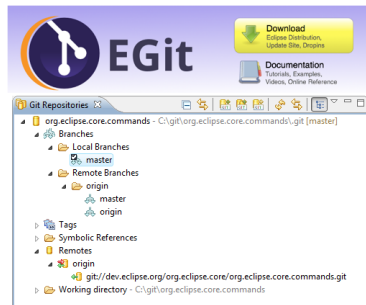 EGit
Download
Eclipse Distribution,
Update Site, Dropins
Documentation
Tutorials, Examples,
Videos, Online Reference
Git Repositories
org.eclipse.core.commands - C:\git\org.eclipse.core.commands\.git [master]
Branches
Local Branches
master
Remote Branches
origin
master
origin
Tags
Symbolic References
Remotes
origin
git://dev.eclipse.org/org.eclipse.core/org.eclipse.core.commands.git
Working directory - C:\git\org.eclipse.core.commands